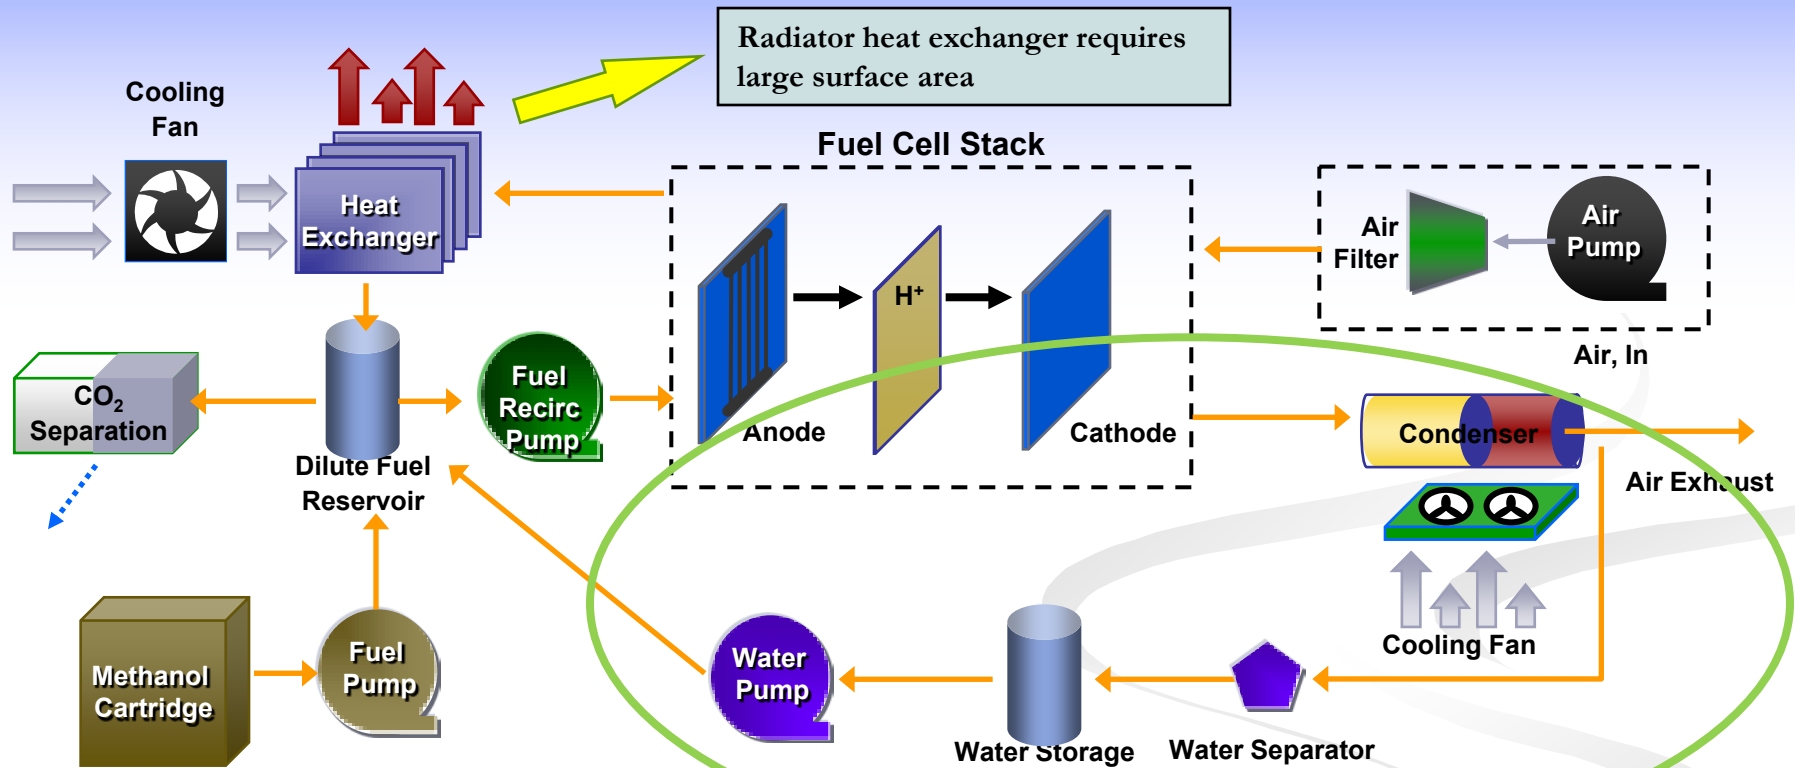 Radiator heat exchanger requires
large surface area
Cooling
Fan
Heat
Exchanger
Fuel Cell Stack
Air
Filter
Air
Pump
H⁺
Air, In
CO₂
Separation
Fuel
Recirc
Pump
Anode
Cathode
Condenser
Dilute Fuel
Reservoir
Air Exhaust
Cooling Fan
Methanol
Cartridge
Fuel
Pump
Water
Pump
Water Storage
Water Separator